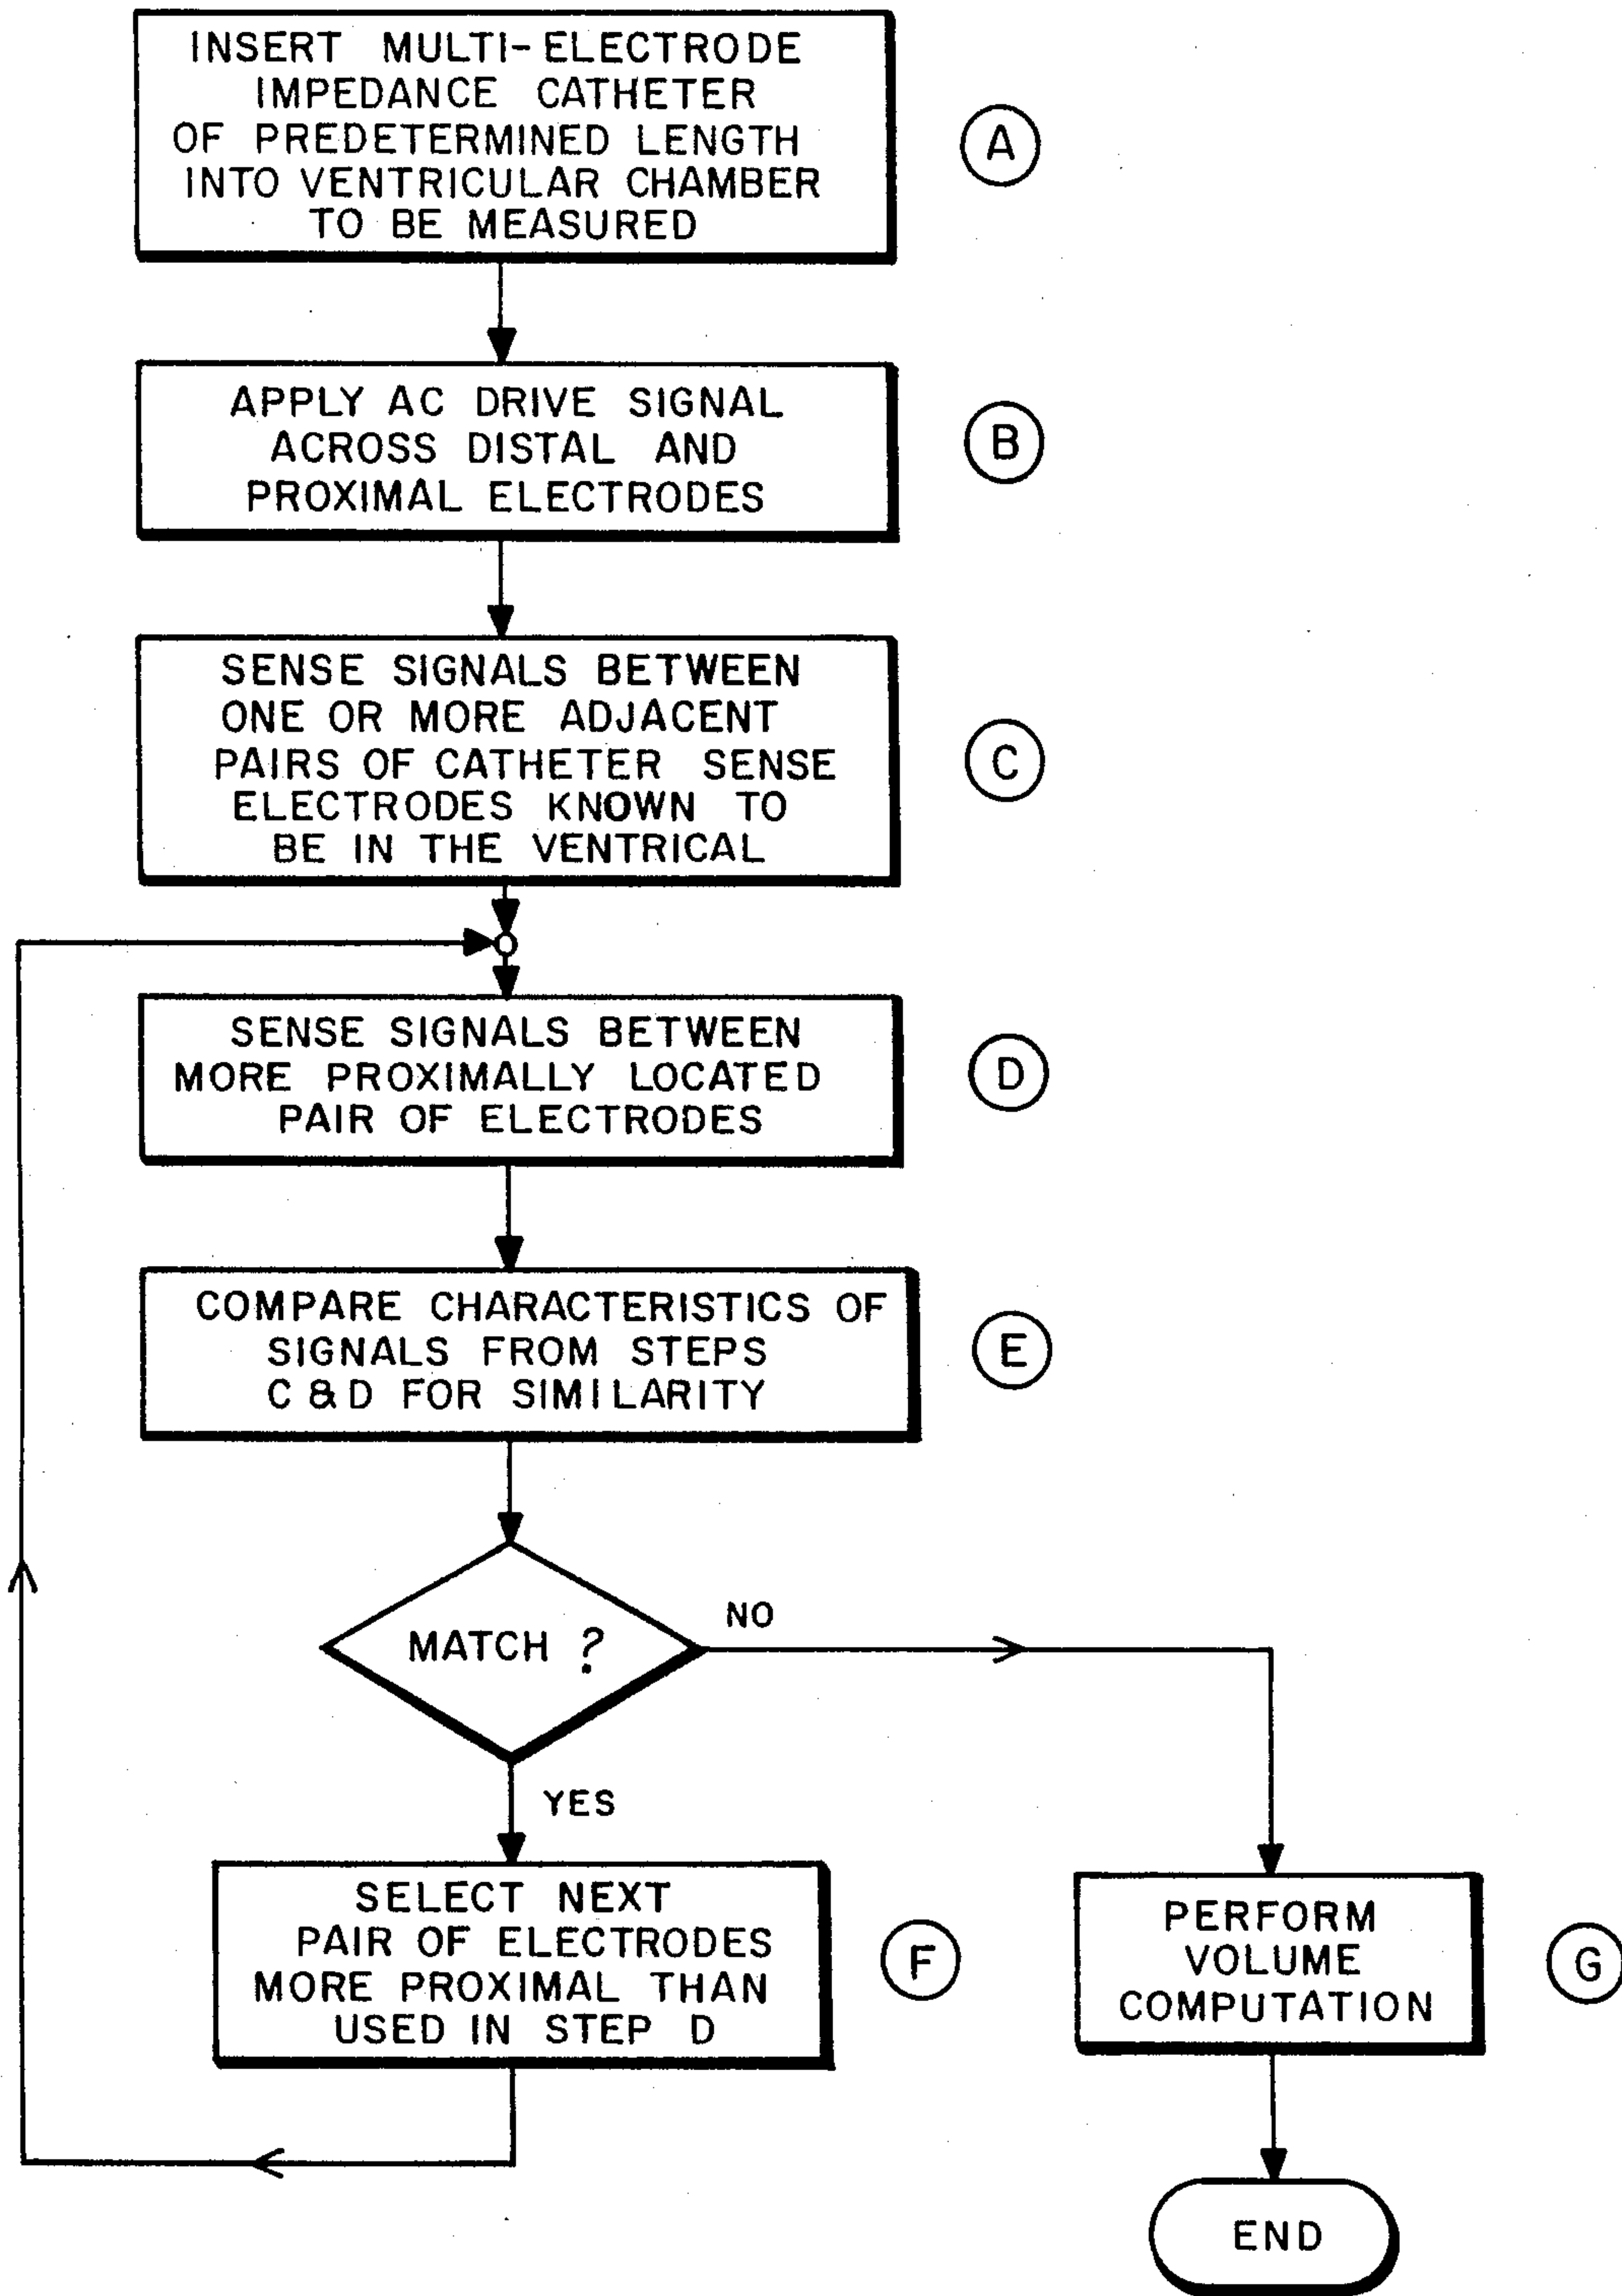 INSERT MULTI-ELECTRODE
IMPEDANCE CATHETER
OF PREDETERMINED LENGTH
INTO VENTRICULAR CHAMBER
TO BE MEASURED
A
APPLY AC DRIVE SIGNAL
ACROSS DISTAL AND
PROXIMAL ELECTRODES
B
SENSE SIGNALS BETWEEN
ONE OR MORE ADJACENT
PAIRS OF CATHETER SENSE
ELECTRODES KNOWN TO
BE IN THE VENTRICAL
C
SENSE SIGNALS BETWEEN
MORE PROXIMALLY LOCATED
PAIR OF ELECTRODES
D
COMPARE CHARACTERISTICS OF
SIGNALS FROM STEPS
C & D FOR SIMILARITY
E
MATCH ?
NO
YES
SELECT NEXT
PAIR OF ELECTRODES
MORE PROXIMAL THAN
USED IN STEP D
F
PERFORM
VOLUME
COMPUTATION
G
END